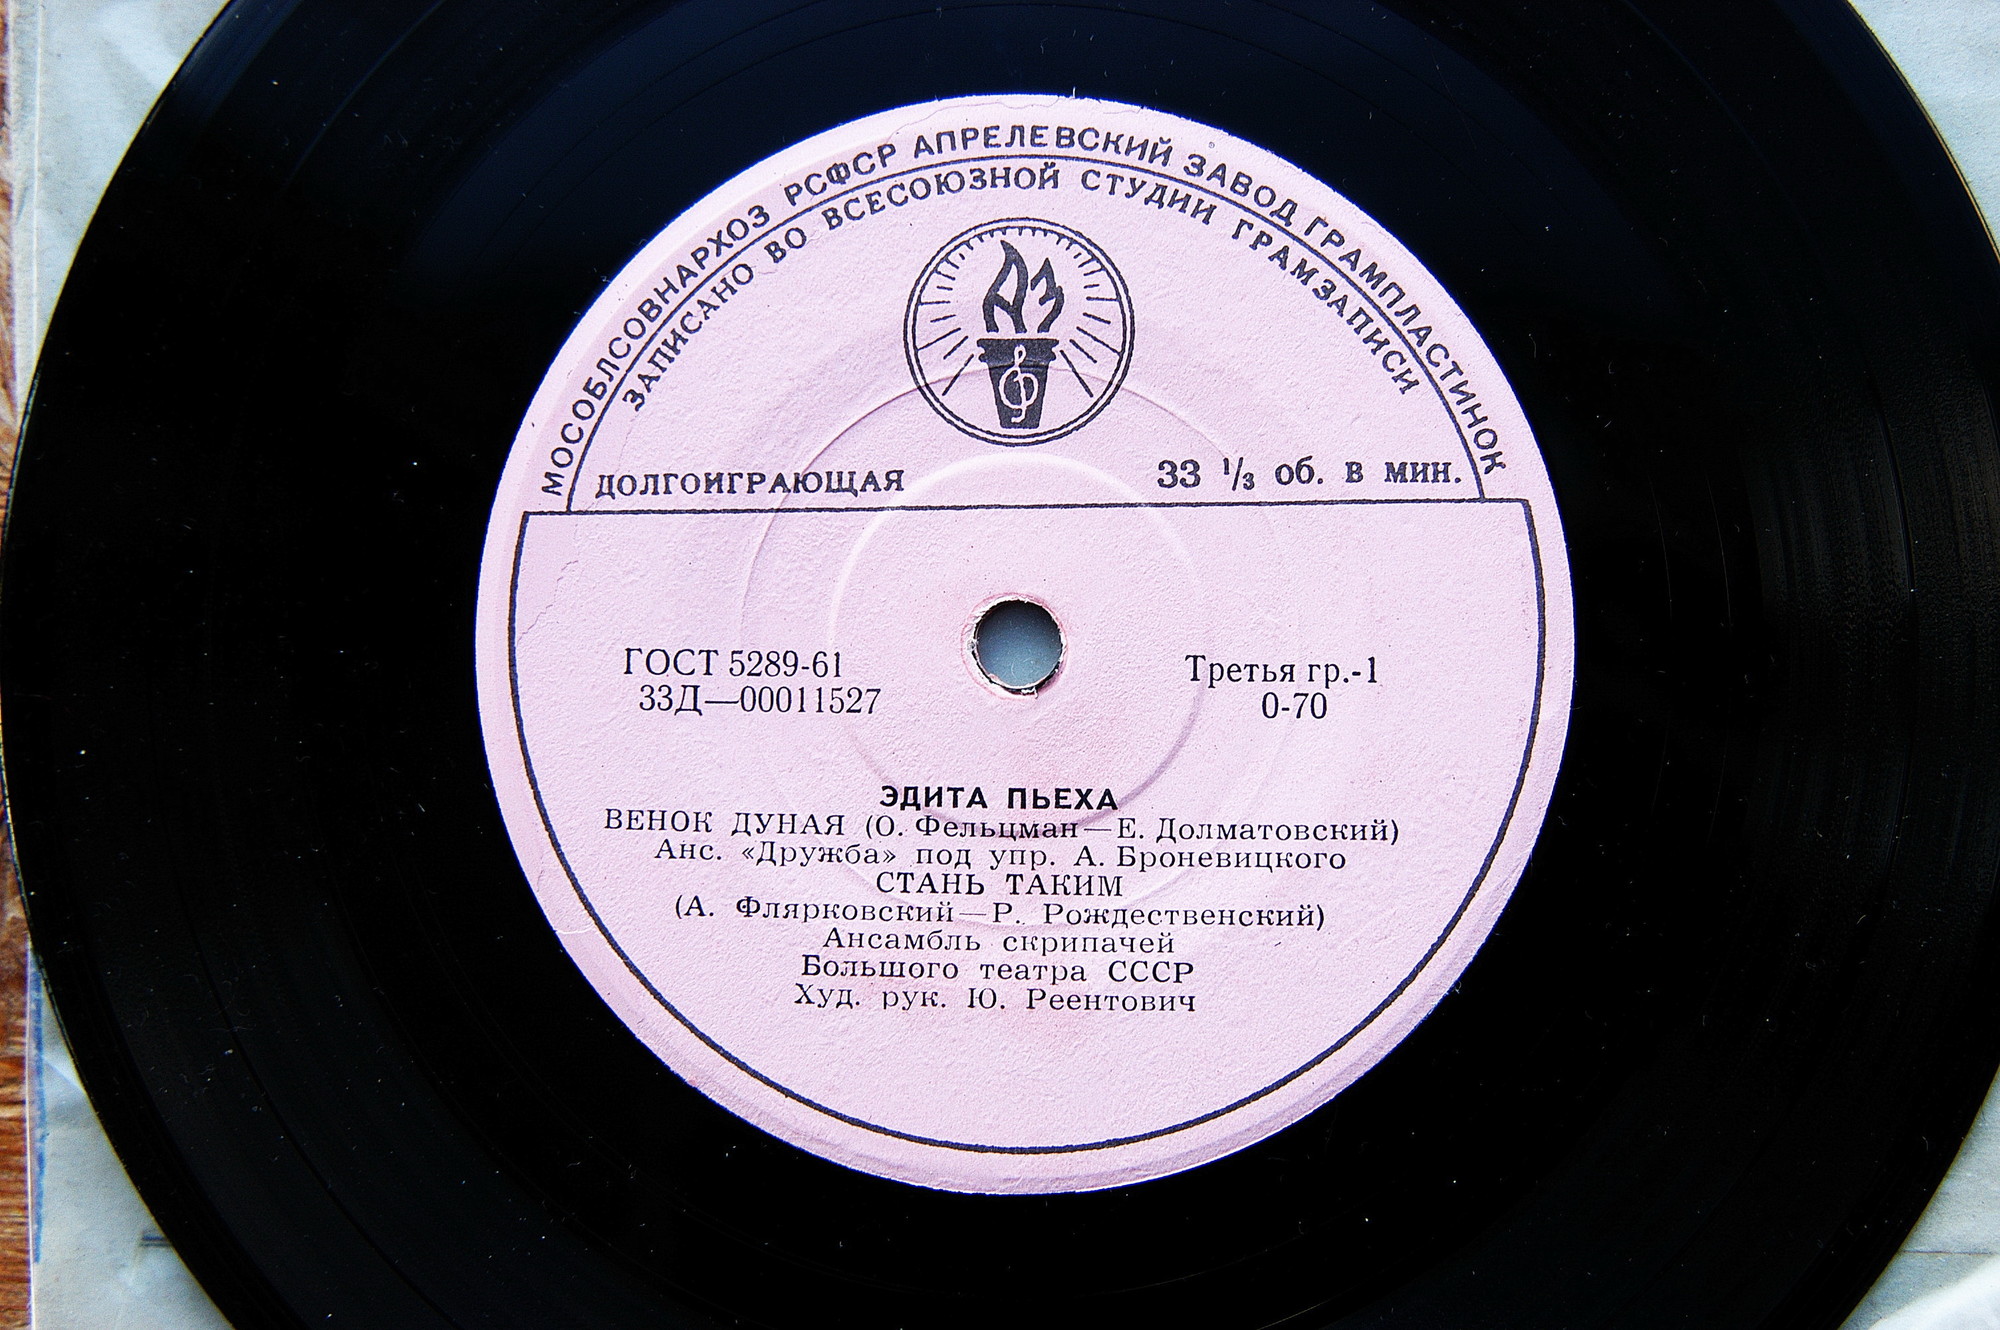 МОСОБЛСОВНАРХОЗ РСФСР АПРЕЛЕВСКИЙ ЗАВОД ГРАМПЛАСТИНОК
ЗАПИСАНО ВО ВСЕСОЮЗНОЙ СТУДИИ ГРАМЗАПИСИ
АЗ
ДОЛГОИГРАЮЩАЯ 33 1/3 об. в мин.
ГОСТ 5289-61 Третья гр.-1
33Д—00011527 0-70
ЭДИТА ПЬЕХА
ВЕНОК ДУНАЯ (О. Фельцман—Е. Долматовский)
Анс. «Дружба» под упр. А. Броневицкого
СТАНЬ ТАКИМ
(А. Флярковский—Р. Рождественский)
Ансамбль скрипачей
Большого театра СССР
Худ. рук. Ю. Реентович